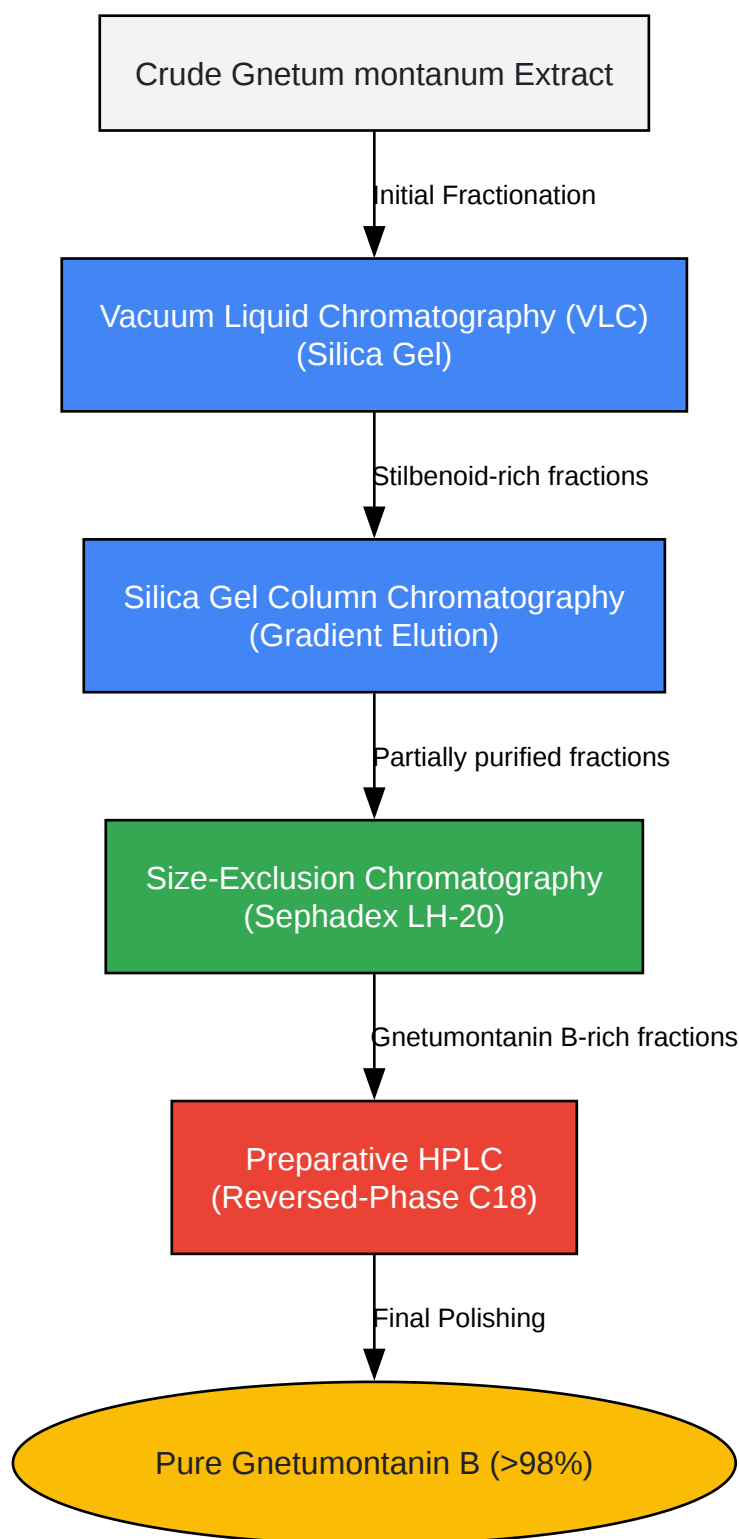 Crude Gnetum montanum Extract
Initial Fractionation
Vacuum Liquid Chromatography (VLC)
(Silica Gel)
Stilbenoid-rich fractions
Silica Gel Column Chromatography
(Gradient Elution)
Partially purified fractions
Size-Exclusion Chromatography
(Sephadex LH-20)
Gnetumontanin B-rich fractions
Preparative HPLC
(Reversed-Phase C18)
Final Polishing
Pure Gnetumontanin B (>98%)